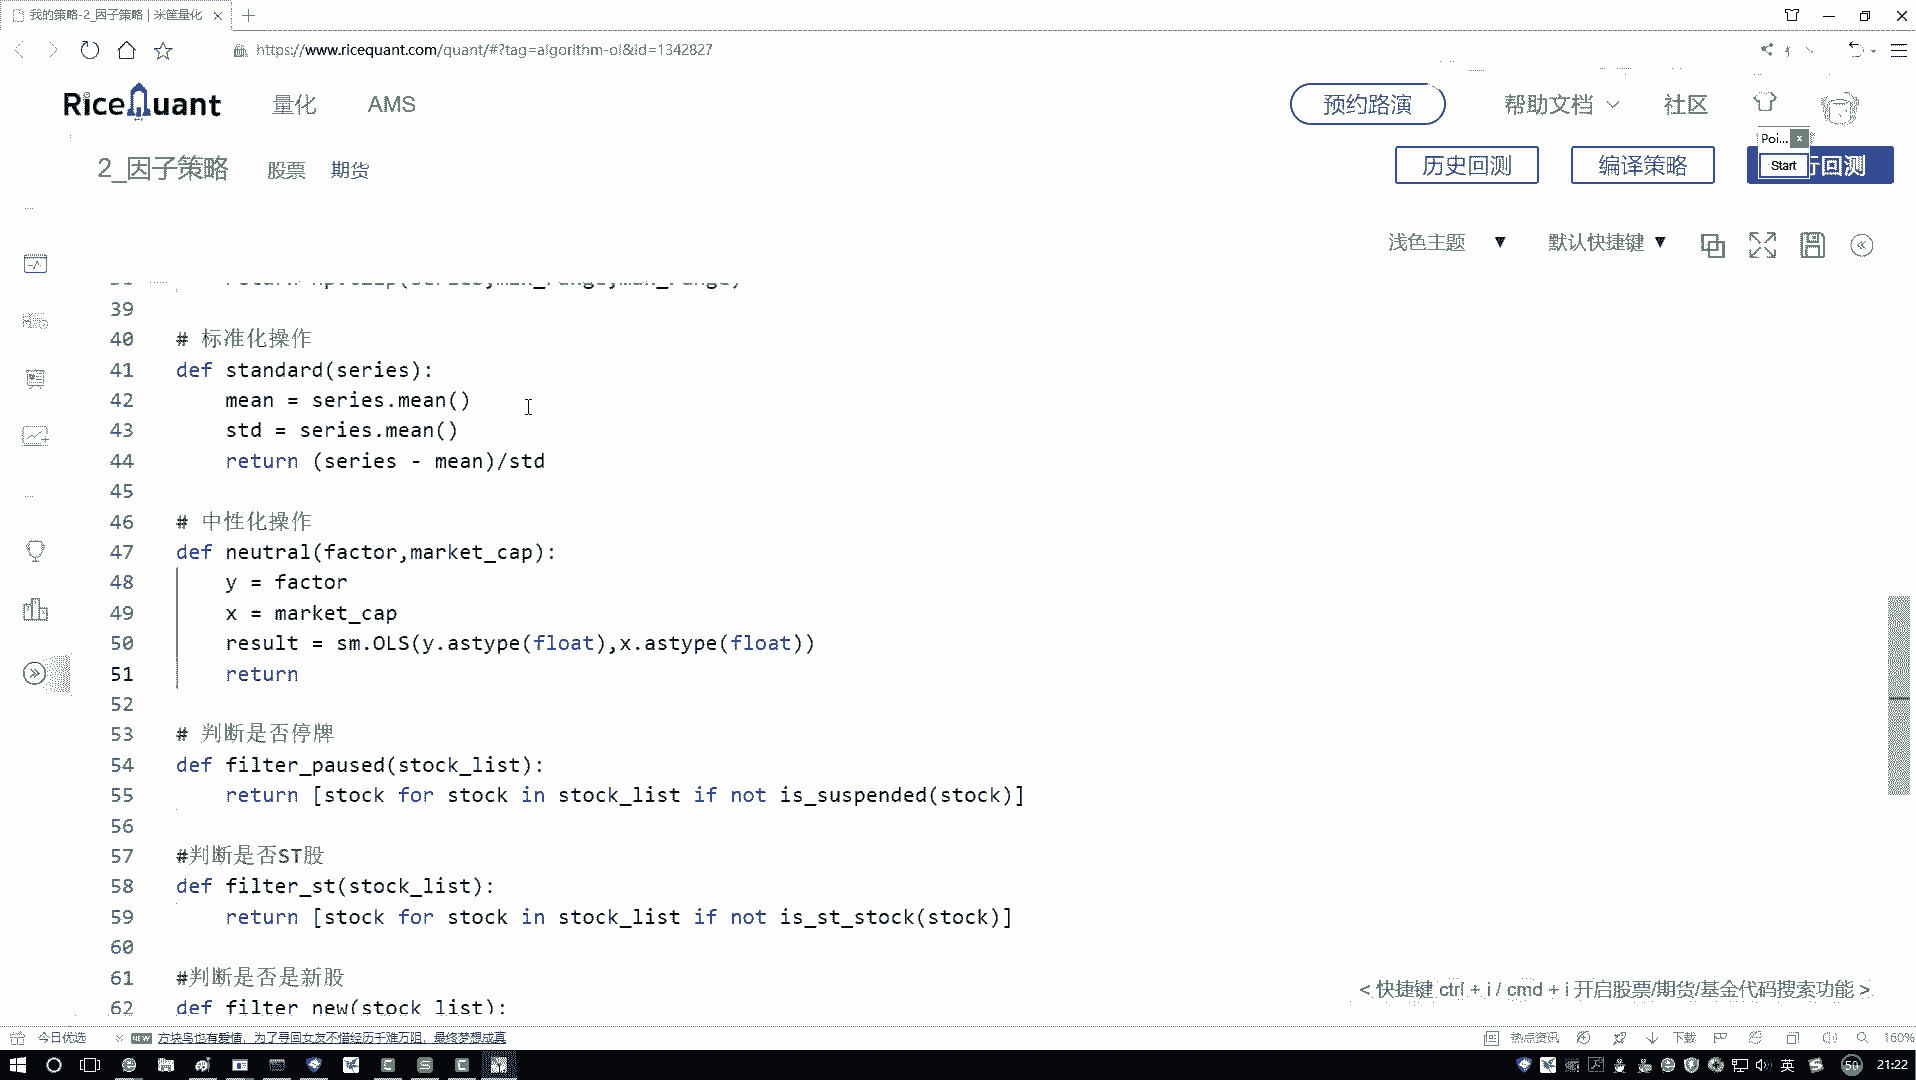 我的策略-2_因子策略 | 米筐量化
https://www.ricequant.com/quant/#?tag=algorithm-ol&id=1342827
RiceQuant 量化 AMS 预约路演 帮助文档 社区
Poi...
2_因子策略 股票 期货 历史回测 编译策略 Start 行回测
浅色主题 ▼ 默认快捷键 ▼
39
40 # 标准化操作
41 def standard(series):
42 mean = series.mean()
43 std = series.mean()
44 return (series - mean)/std
45
46 # 中性化操作
47 def neutral(factor,market_cap):
48 y = factor
49 x = market_cap
50 result = sm.OLS(y.astype(float),x.astype(float))
51 return
52
53 # 判断是否停牌
54 def filter_paused(stock_list):
55 return [stock for stock in stock_list if not is_suspended(stock)]
56
57 #判断是否ST股
58 def filter_st(stock_list):
59 return [stock for stock in stock_list if not is_st_stock(stock)]
60
61 #判断是否是新股
62 def filter_new(stock_list):
< 快捷键 ctrl + i / cmd + i 开启股票/期货/基金代码搜索功能 >
今日优选 NEW 方块鸟也有爱情，为了寻回女友不惜经历千难万阻，最终梦想成真 热点资讯 下载 160%
英 50 21:22